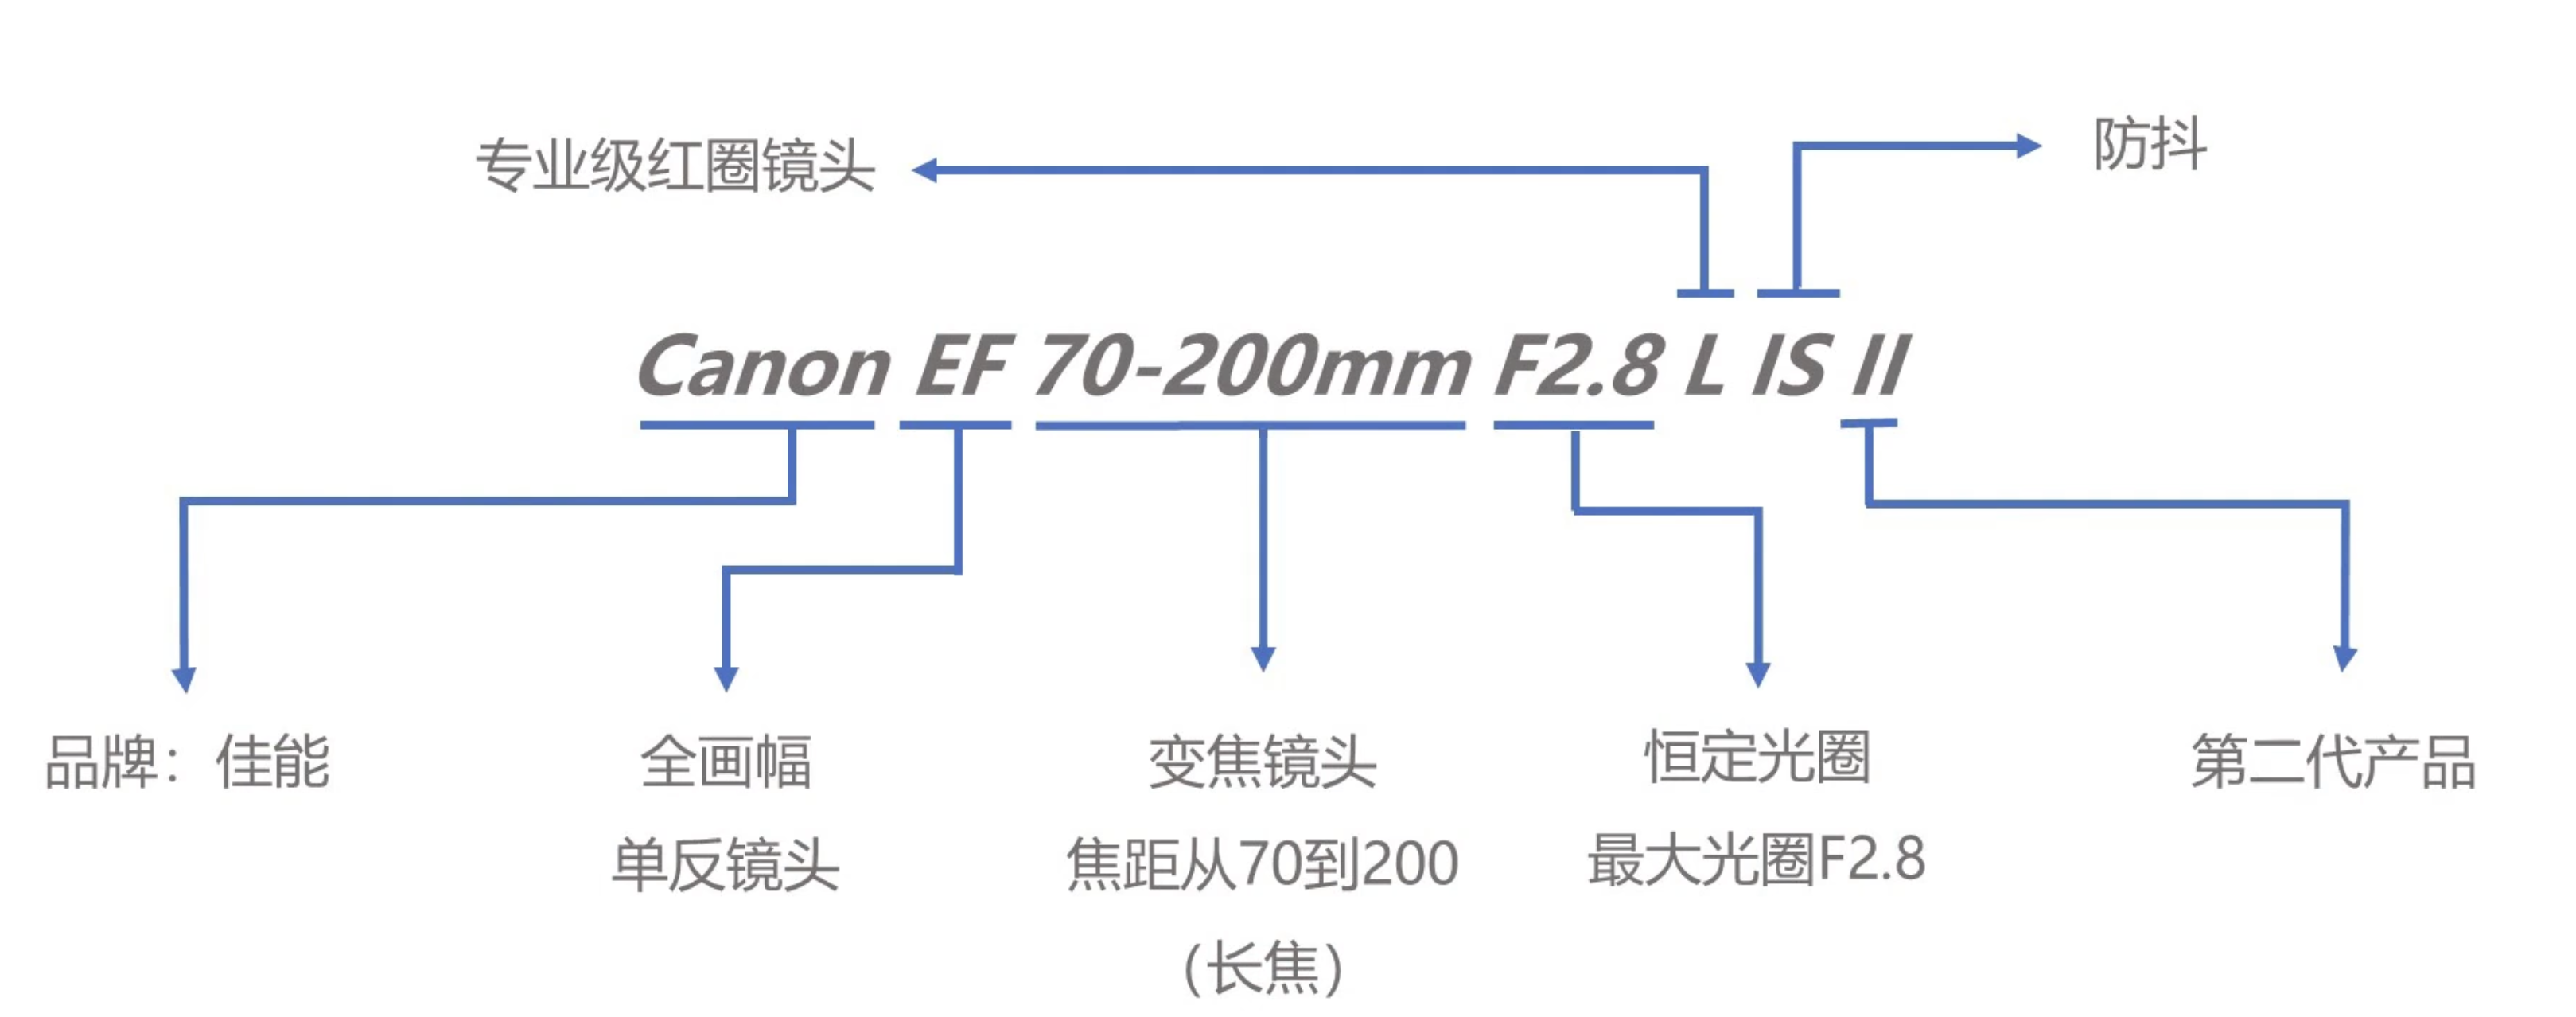 专业级红圈镜头
防抖
Canon EF 70-200mm F2.8 L IS II
品牌：佳能
全画幅
单反镜头
变焦镜头
焦距从70到200
（长焦）
恒定光圈
最大光圈F2.8
第二代产品